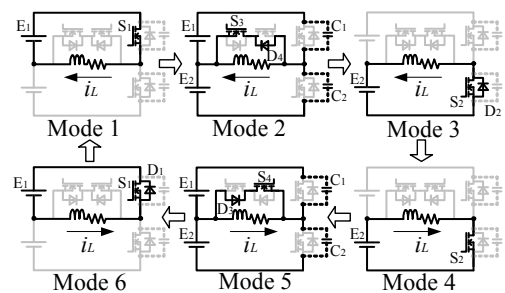 E1 S1
iL
Mode 1
E1 S3 D4 C1
E2 C2
iL
Mode 2
E2 S2 D2
iL
Mode 3
E1 S1 D1
iL
Mode 6
E1 S4 D3 C1
E2 C2
iL
Mode 5
E2 S2
iL
Mode 4